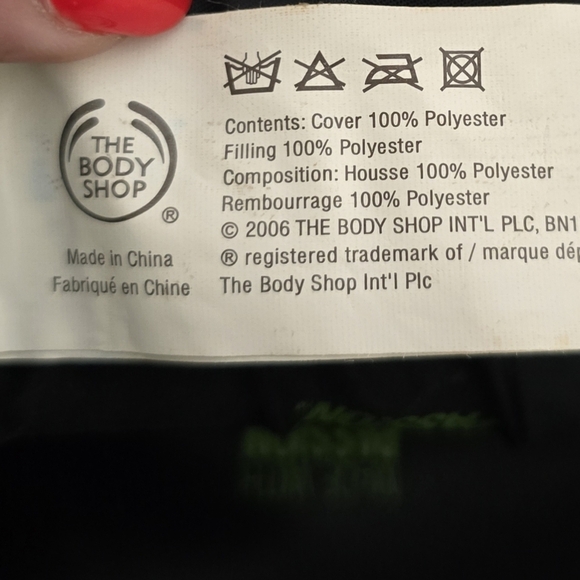 THE
BODY
SHOP
®
Made in China
Fabriqué en Chine
Contents: Cover 100% Polyester
Filling 100% Polyester
Composition: Housse 100% Polyester
Rembourrage 100% Polyester
© 2006 THE BODY SHOP INT'L PLC, BN1
® registered trademark of / marque dép
The Body Shop Int'l Plc